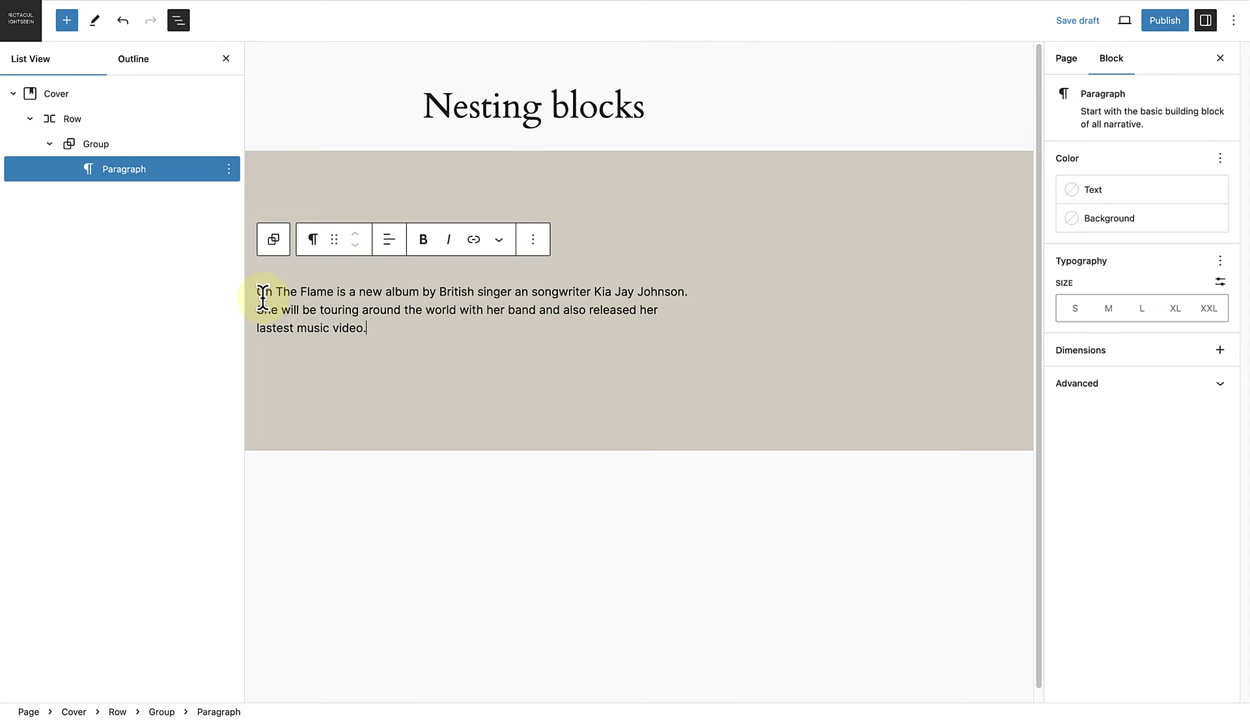 Save draft
Publish
List View
Outline
Cover
Row
Group
Paragraph
Nesting blocks
B I
On The Flame is a new album by British singer an songwriter Kia Jay Johnson.
She will be touring around the world with her band and also released her
lastest music video.
Page
Block
Paragraph
Start with the basic building block
of all narrative.
Color
Text
Background
Typography
SIZE
S M L XL XXL
Dimensions
Advanced
Page Cover Row Group Paragraph